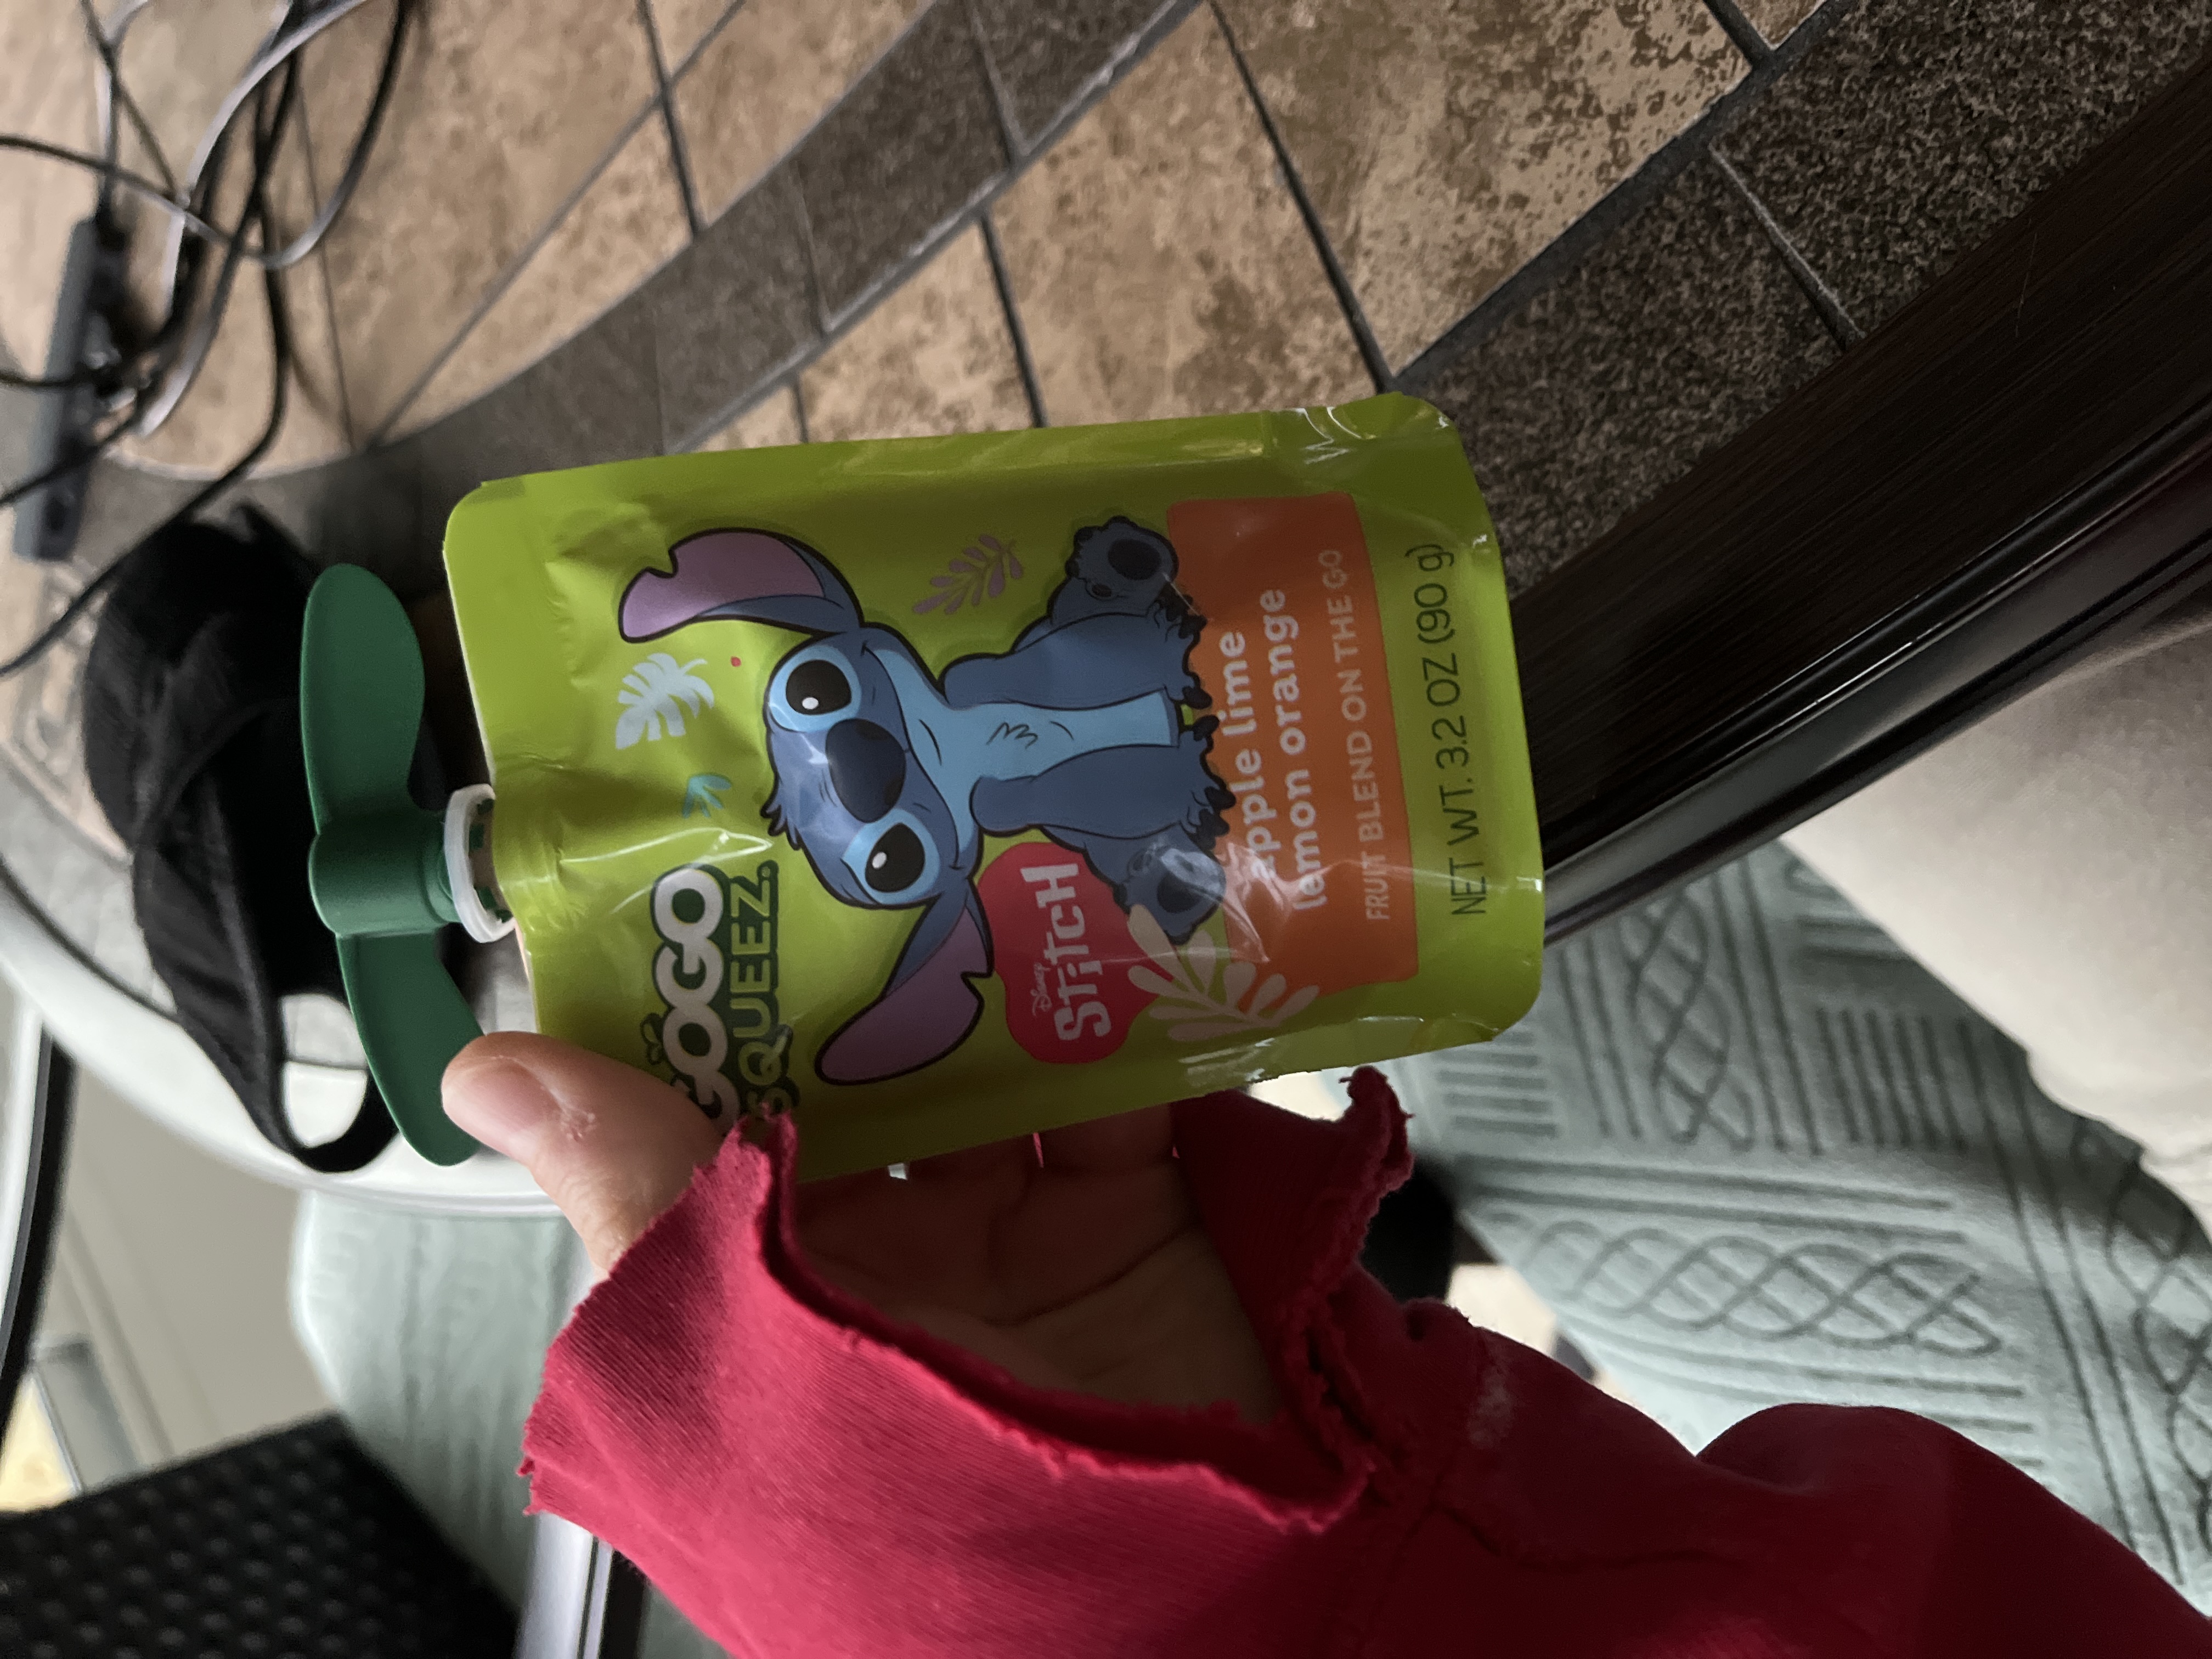 GOGO
SQUEEZ.
Disney
StitcH
apple lime
lemon orange
FRUIT BLEND ON THE GO
NET WT. 3.2 OZ (90 g)